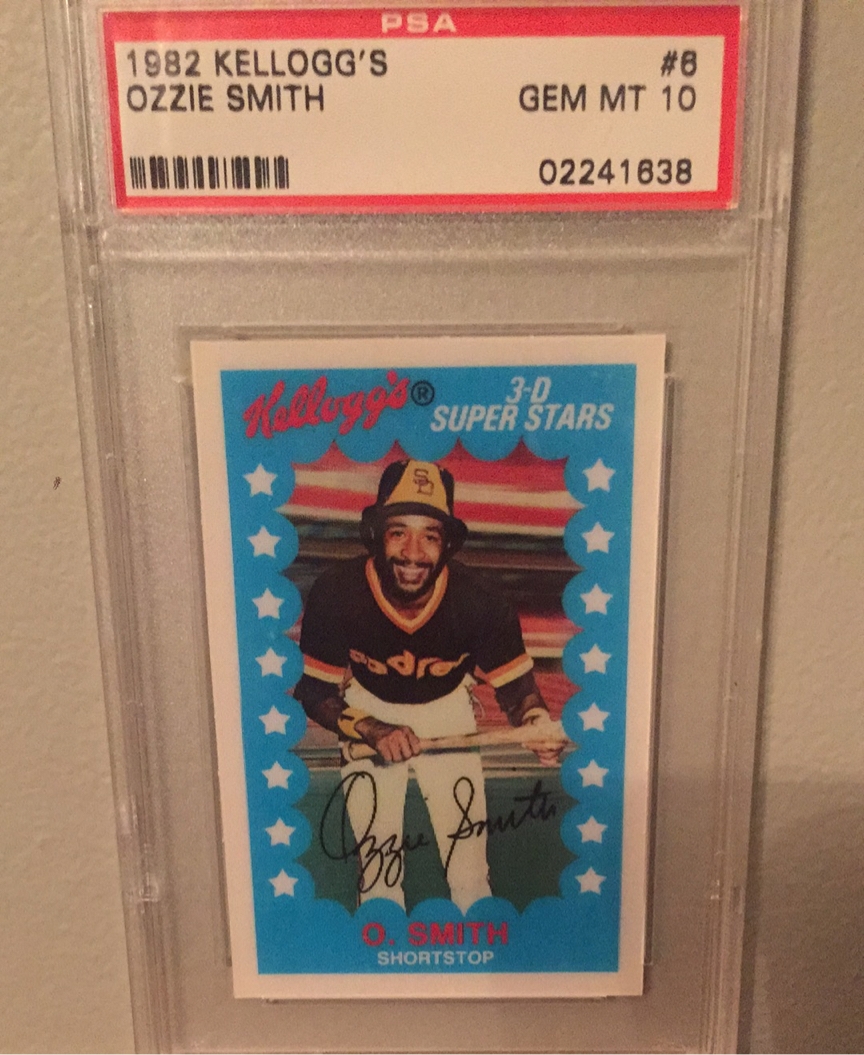 PSA
1982 KELLOGG'S #6
OZZIE SMITH GEM MT 10
02241638
Kellogg's® 3-D
SUPER STARS
SD
Padres
Ozzie Smith
O. SMITH
SHORTSTOP